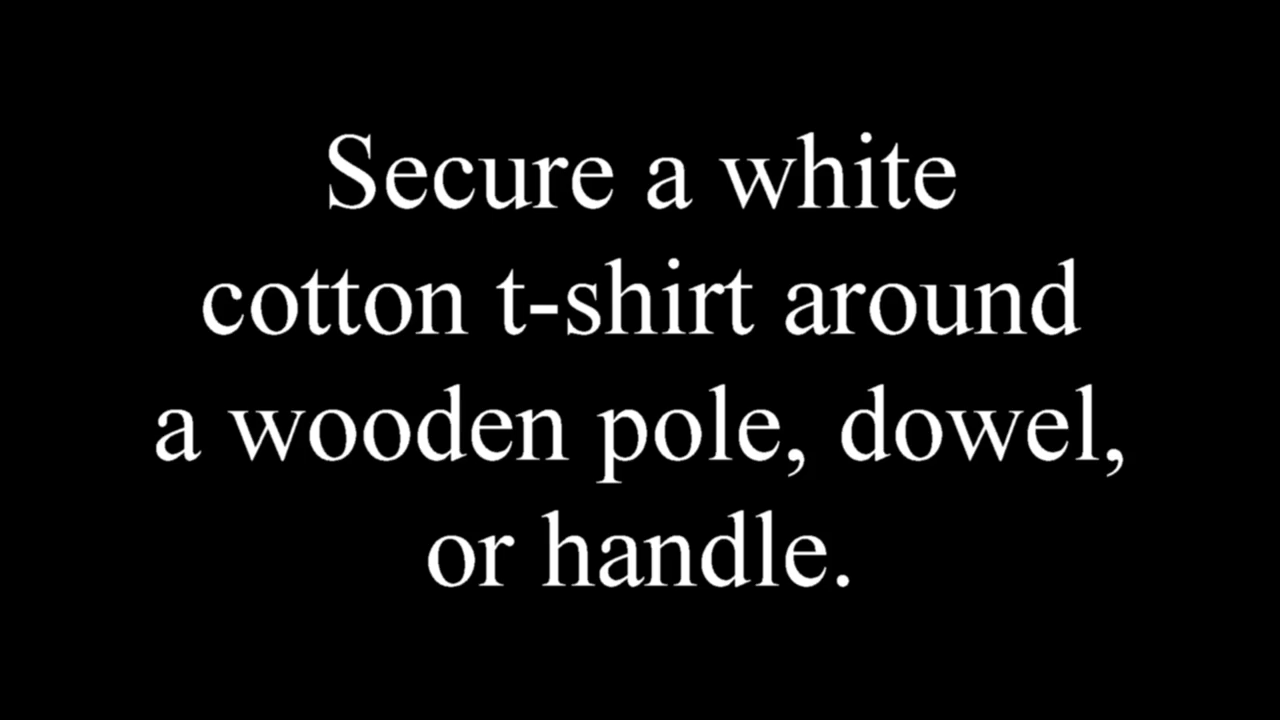 Secure a white
cotton t-shirt around
a wooden pole, dowel,
or handle.